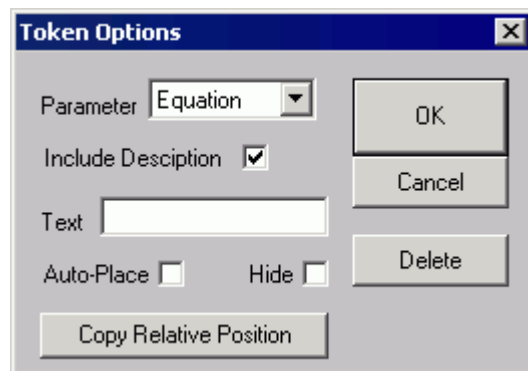 Token Options
Parameter Equation
OK
Include Desciption
Cancel
Text
Auto-Place Hide
Delete
Copy Relative Position